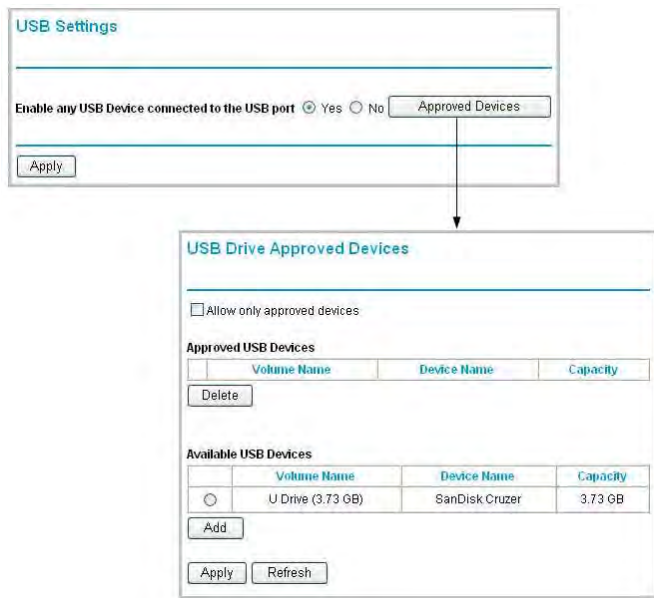 USB Settings
Enable any USB Device connected to the USB port Yes No Approved Devices
Apply
USB Drive Approved Devices
Allow only approved devices
Approved USB Devices
Volume Name Device Name Capacity
Delete
Available USB Devices
Volume Name Device Name Capacity
U Drive (3.73 GB) SanDisk Cruzer 3.73 GB
Add
Apply Refresh